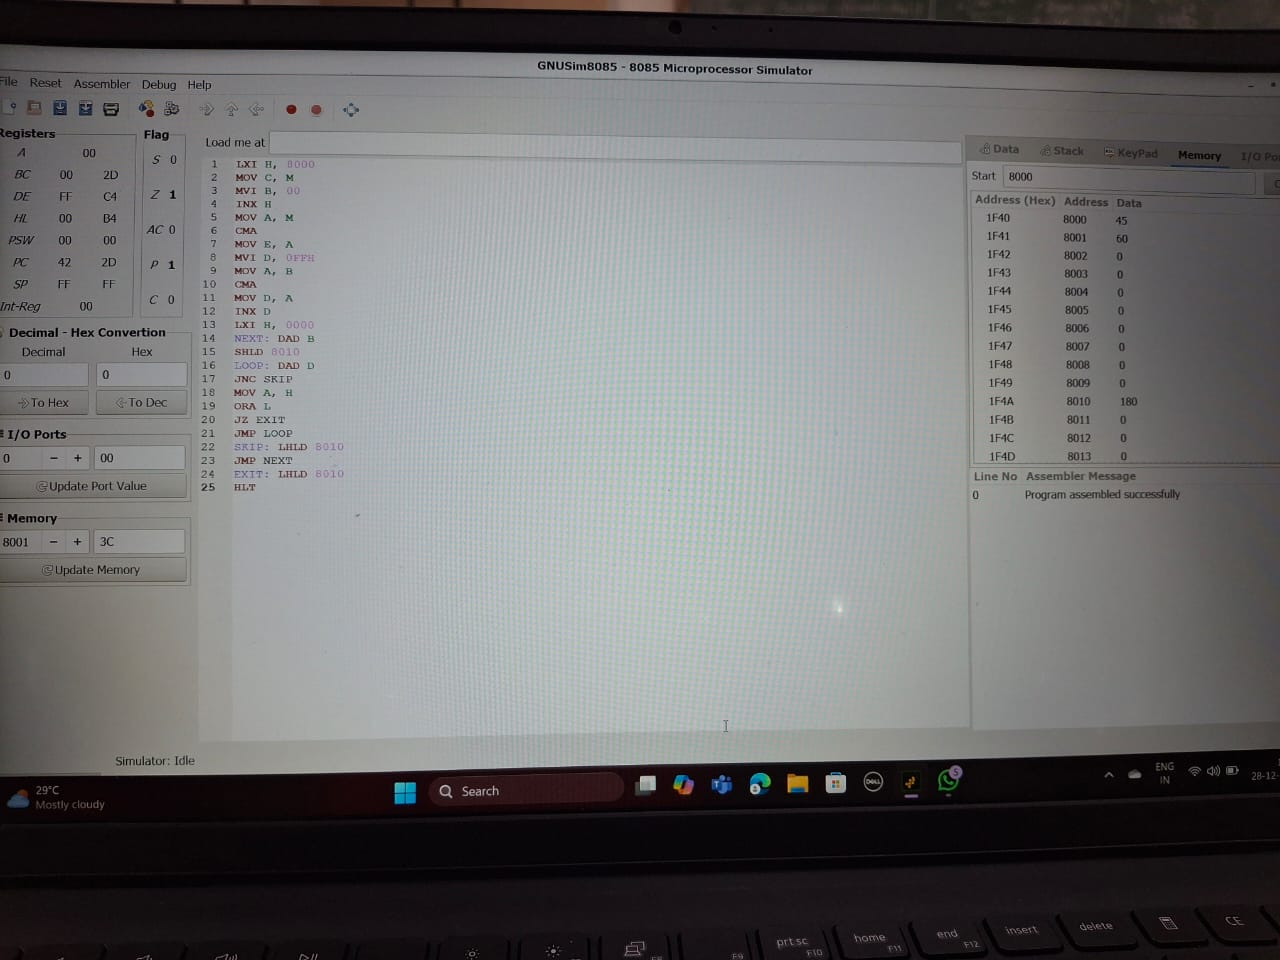 GNUSim8085 - 8085 Microprocessor Simulator
File Reset Assembler Debug Help
Registers
A 00
BC 00 2D
DE FF C4
HL 00 B4
PSW 00 00
PC 42 2D
SP FF FF
Int-Reg 00
Flag
S 0
Z 1
AC 0
P 1
C 0
Decimal - Hex Convertion
Decimal Hex
0 0
To Hex To Dec
I/O Ports
0 - + 00
Update Port Value
Memory
8001 - + 3C
Update Memory
Load me at
1 LXI H, 8000
2 MOV C, M
3 MVI B, 00
4 INX H
5 MOV A, M
6 CMA
7 MOV E, A
8 MVI D, 0FFH
9 MOV A, B
10 CMA
11 MOV D, A
12 INX D
13 LXI H, 0000
14 NEXT: DAD B
15 SHLD 8010
16 LOOP: DAD D
17 JNC SKIP
18 MOV A, H
19 ORA L
20 JZ EXIT
21 JMP LOOP
22 SKIP: LHLD 8010
23 JMP NEXT
24 EXIT: LHLD 8010
25 HLT
Data Stack KeyPad Memory I/O
Start 8000
Address (Hex) Address Data
1F40 8000 45
1F41 8001 60
1F42 8002 0
1F43 8003 0
1F44 8004 0
1F45 8005 0
1F46 8006 0
1F47 8007 0
1F48 8008 0
1F49 8009 0
1F4A 8010 180
1F4B 8011 0
1F4C 8012 0
1F4D 8013 0
Line No Assembler Message
0 Program assembled successfully
Simulator: Idle
29°C
Mostly cloudy
Search
DELL
5
ENG
IN
28-12-
F9
prt sc
F10
home
F11
end
F12
insert
delete
CE